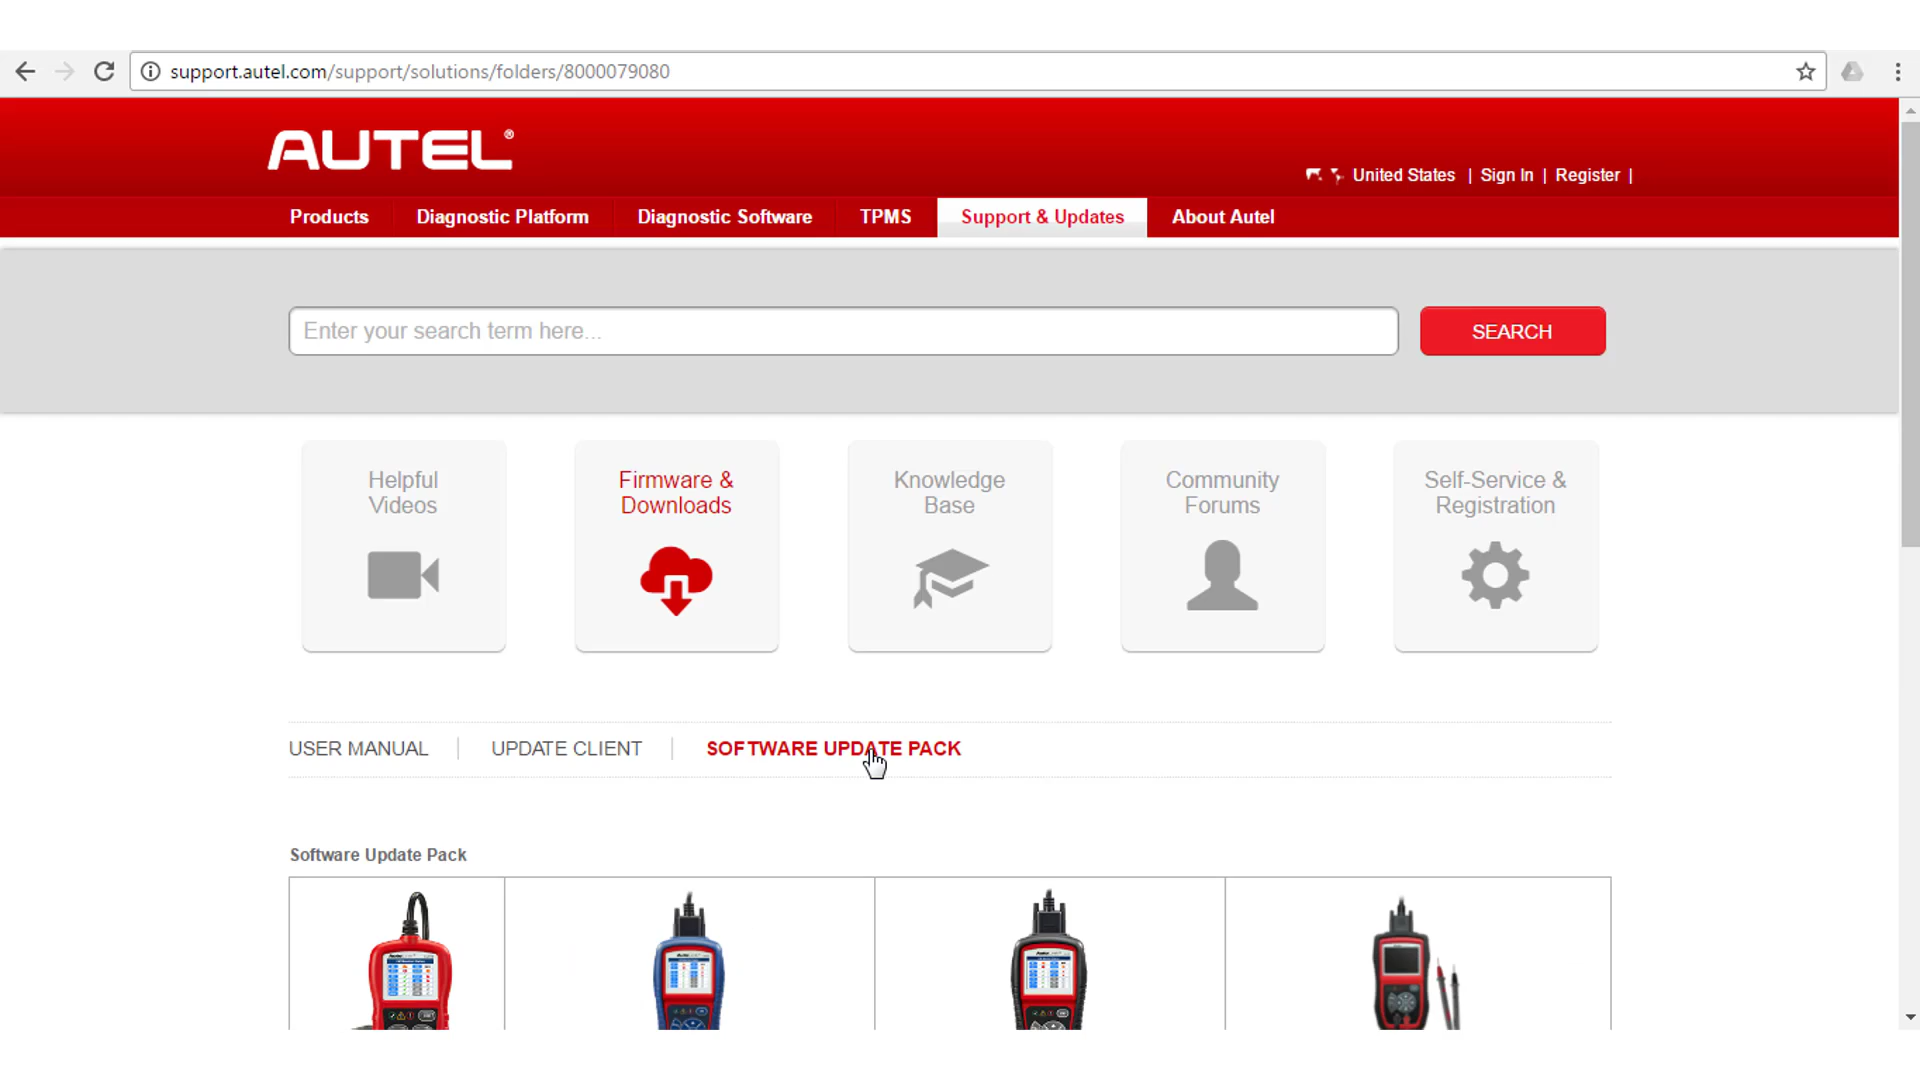 support.autel.com/support/solutions/folders/8000079080
AUTEL®
United States | Sign In | Register |
Products Diagnostic Platform Diagnostic Software TPMS Support & Updates About Autel
Enter your search term here... SEARCH
Helpful Videos
Firmware & Downloads
Knowledge Base
Community Forums
Self-Service & Registration
USER MANUAL | UPDATE CLIENT | SOFTWARE UPDATE PACK
Software Update Pack